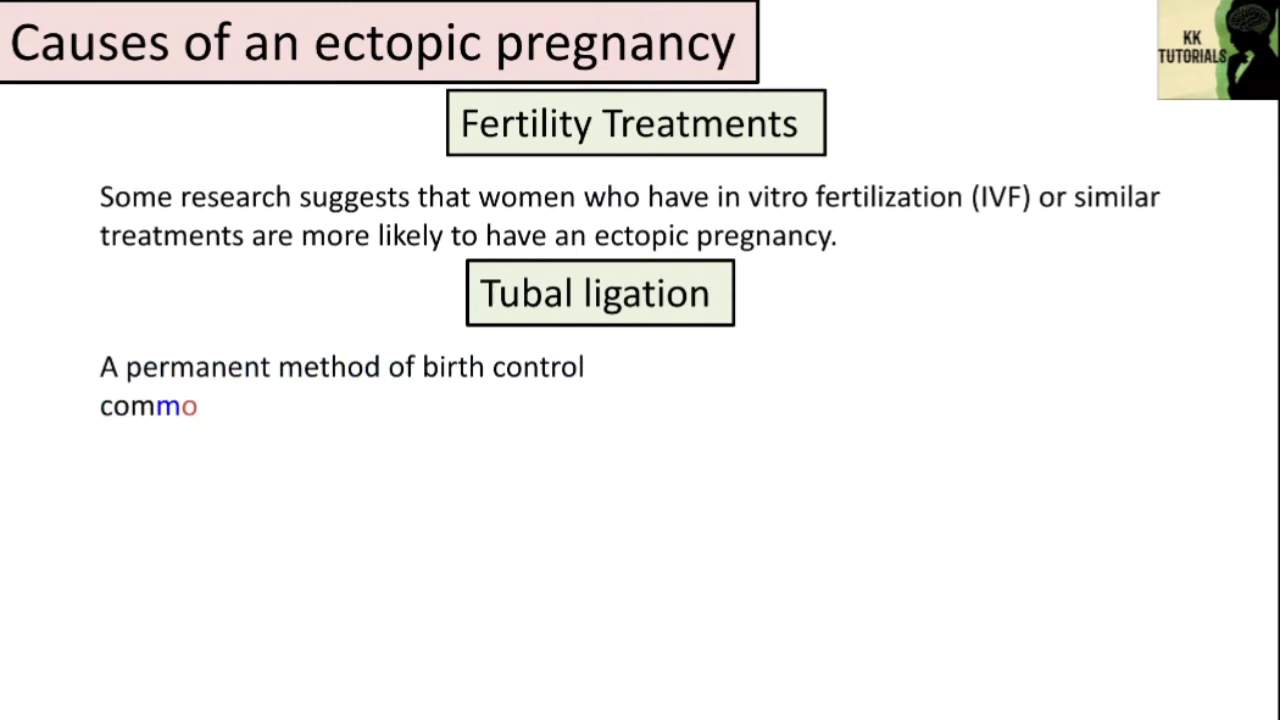 Causes of an ectopic pregnancy
KK
TUTORIALS
Fertility Treatments
Some research suggests that women who have in vitro fertilization (IVF) or similar
treatments are more likely to have an ectopic pregnancy.
Tubal ligation
A permanent method of birth control
commo